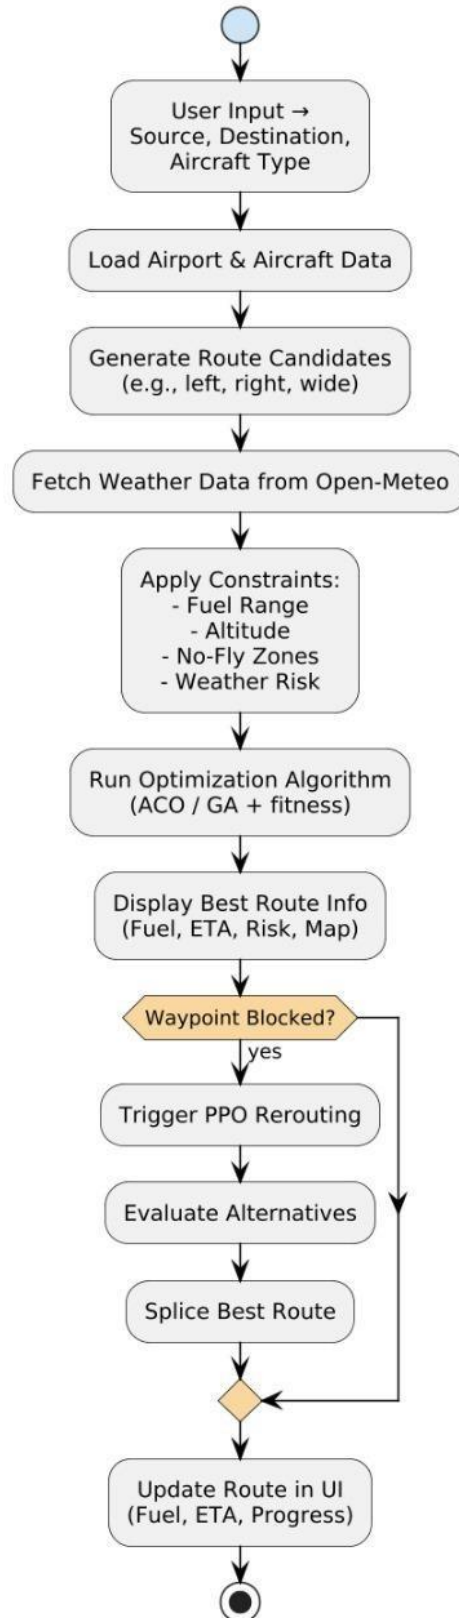 User Input →
Source, Destination,
Aircraft Type
Load Airport & Aircraft Data
Generate Route Candidates
(e.g., left, right, wide)
Fetch Weather Data from Open-Meteo
Apply Constraints:
- Fuel Range
- Altitude
- No-Fly Zones
- Weather Risk
Run Optimization Algorithm
(ACO / GA + fitness)
Display Best Route Info
(Fuel, ETA, Risk, Map)
Waypoint Blocked?
yes
Trigger PPO Rerouting
Evaluate Alternatives
Splice Best Route
Update Route in UI
(Fuel, ETA, Progress)